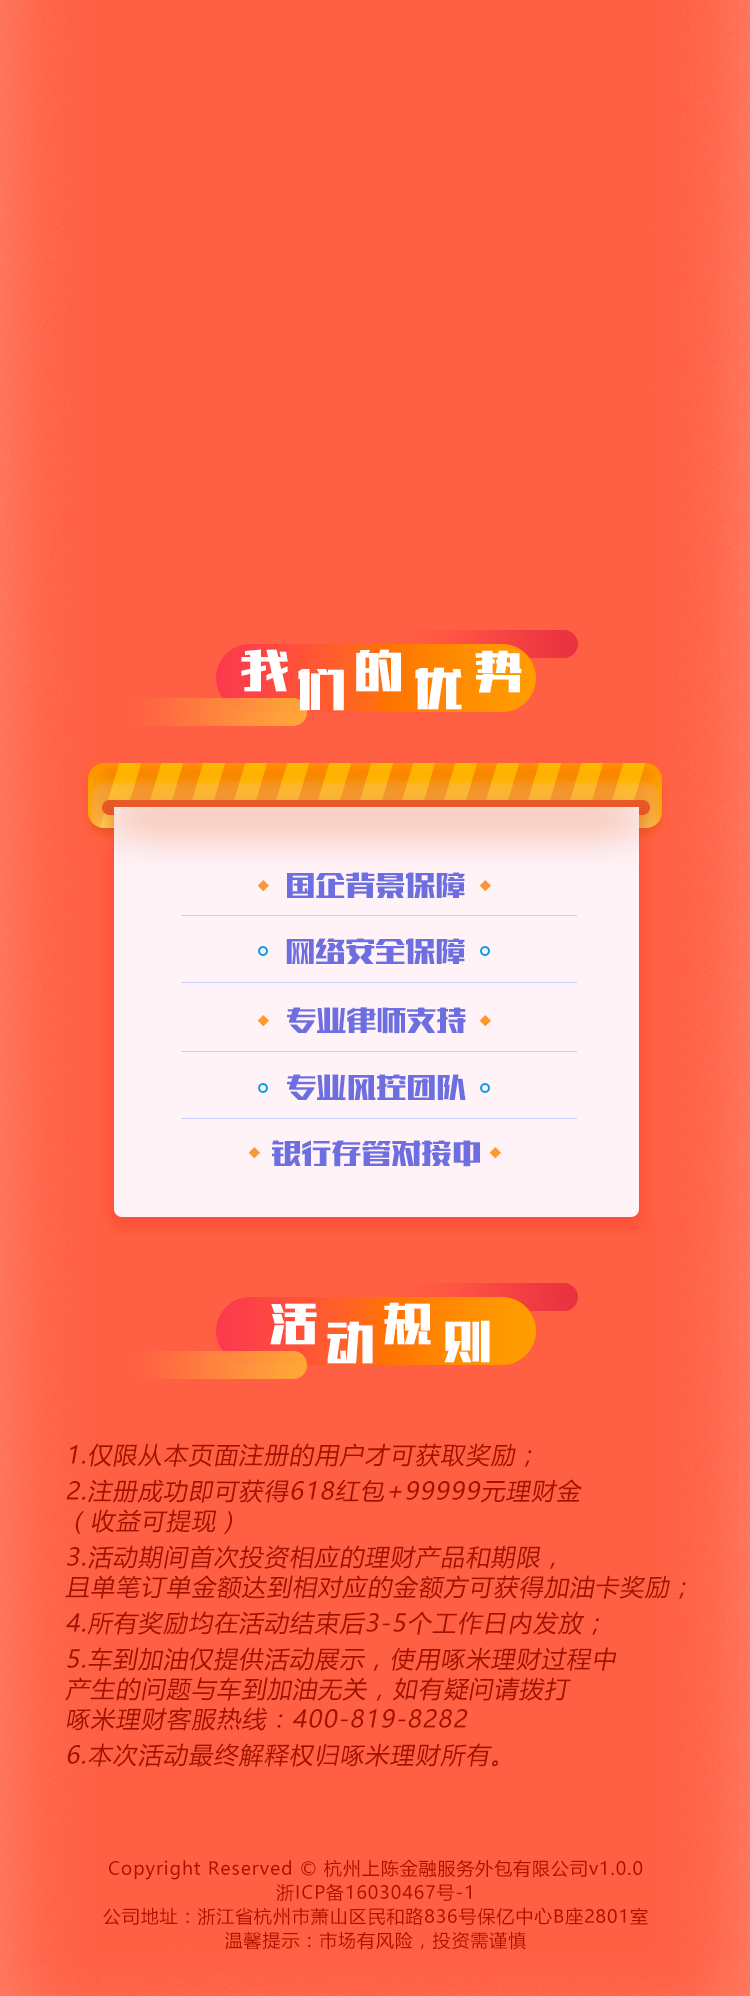 我们的优势
国企背景保障
网络安全保障
专业律师支持
专业风控团队
银行存管对接中
活动规则
1.仅限从本页面注册的用户才可获取奖励；
2.注册成功即可获得618红包+99999元理财金
（收益可提现）
3.活动期间首次投资相应的理财产品和期限，
且单笔订单金额达到相对应的金额方可获得加油卡奖励；
4.所有奖励均在活动结束后3-5个工作日内发放；
5.车到加油仅提供活动展示，使用啄米理财过程中
产生的问题与车到加油无关，如有疑问请拨打
啄米理财客服热线：400-819-8282
6.本次活动最终解释权归啄米理财所有。
Copyright Reserved © 杭州上陈金融服务外包有限公司v1.0.0
浙ICP备16030467号-1
公司地址：浙江省杭州市萧山区民和路836号保亿中心B座2801室
温馨提示：市场有风险，投资需谨慎